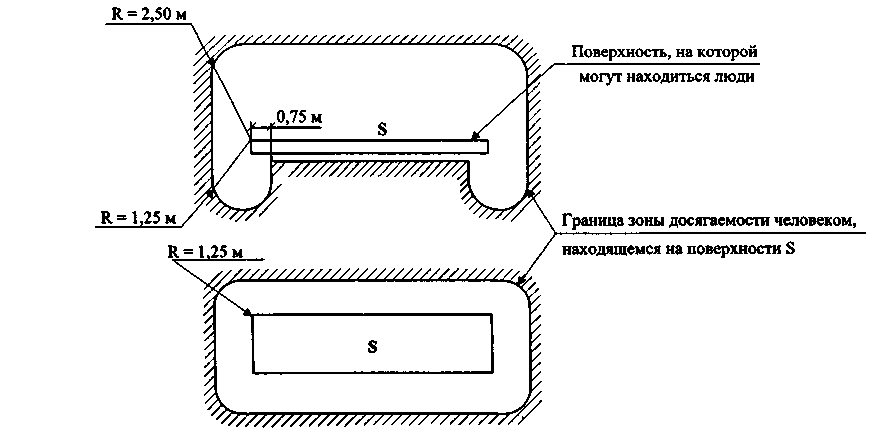 R = 2,50 м
Поверхность, на которой
могут находиться люди
0,75 м
S
R = 1,25 м
Граница зоны досягаемости человеком,
находящемся на поверхности S
R = 1,25 м
S